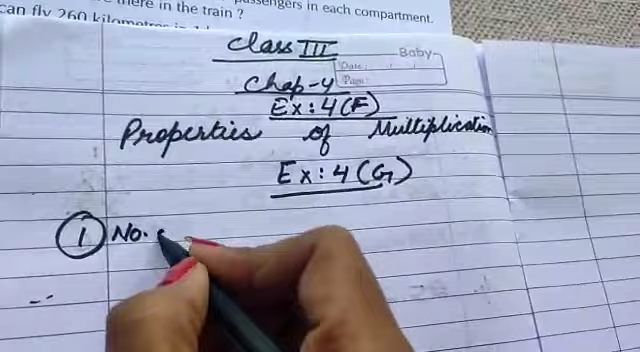 there in the train ?
passengers in each compartment.
can fly 260 kilometres in
Class III
Baby
Date:
Page:
Chap-4
Ex: 4(F)
Properties of Multiplication
Ex: 4 (G)
1 No.